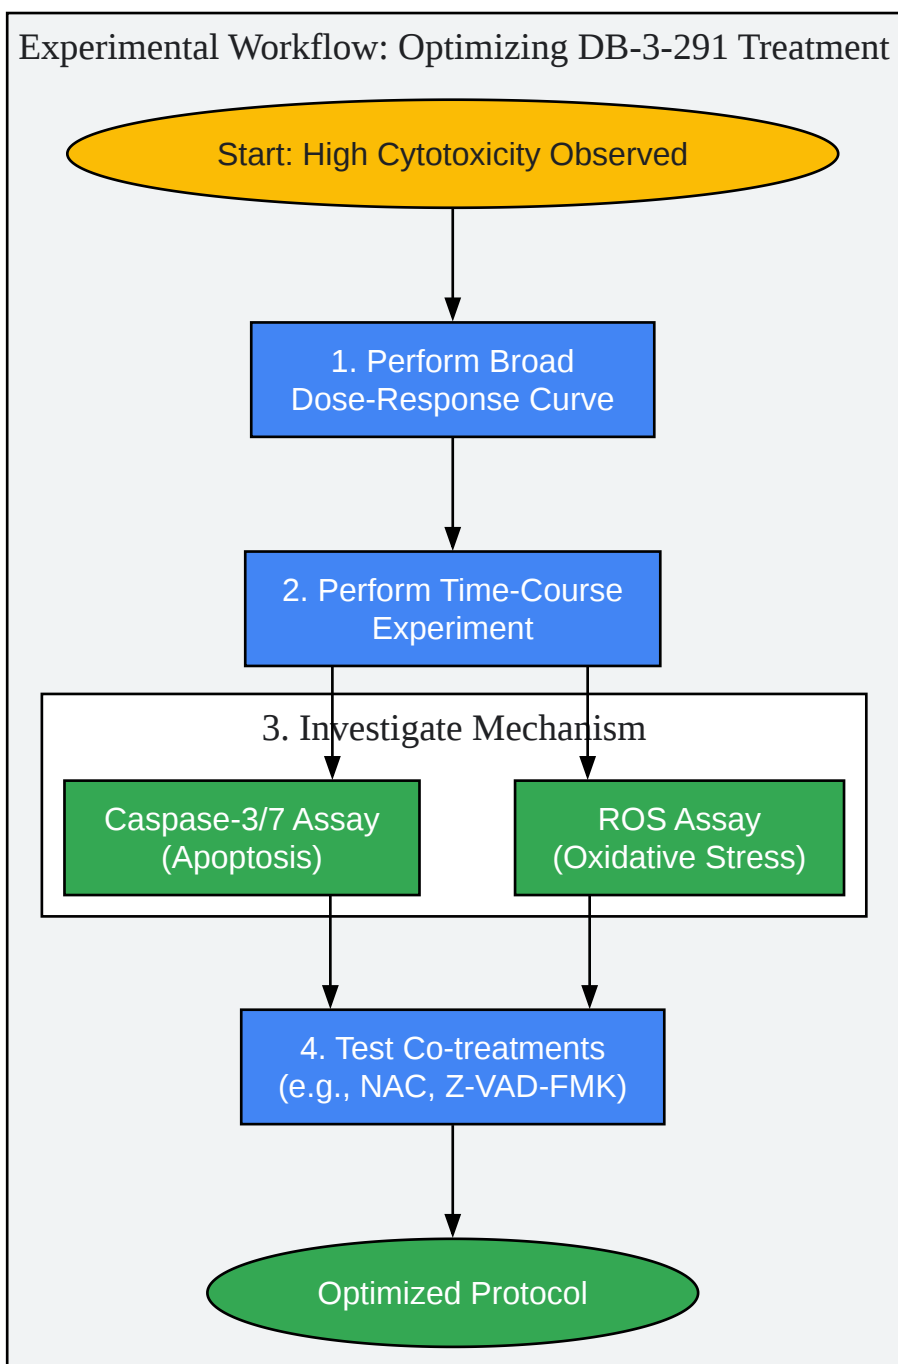 Experimental Workflow: Optimizing DB-3-291 Treatment
Start: High Cytotoxicity Observed
1. Perform Broad
Dose-Response Curve
2. Perform Time-Course
Experiment
3. Investigate Mechanism
Caspase-3/7 Assay
(Apoptosis)
ROS Assay
(Oxidative Stress)
4. Test Co-treatments
(e.g., NAC, Z-VAD-FMK)
Optimized Protocol